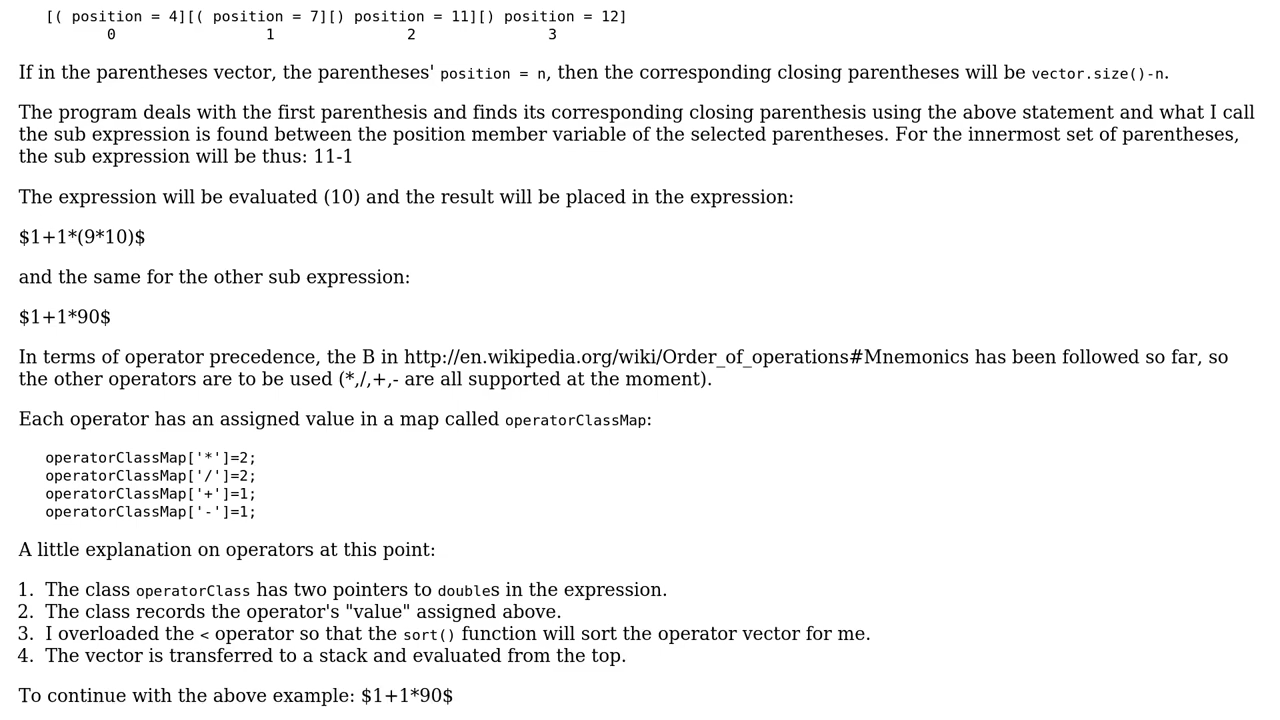 [( position = 4][( position = 7][) position = 11][) position = 12]
0 1 2 3
If in the parentheses vector, the parentheses' position = n, then the corresponding closing parentheses will be vector.size()-n.
The program deals with the first parenthesis and finds its corresponding closing parenthesis using the above statement and what I call
the sub expression is found between the position member variable of the selected parentheses. For the innermost set of parentheses,
the sub expression will be thus: 11-1
The expression will be evaluated (10) and the result will be placed in the expression:
$1+1*(9*10)$
and the same for the other sub expression:
$1+1*90$
In terms of operator precedence, the B in http://en.wikipedia.org/wiki/Order_of_operations#Mnemonics has been followed so far, so
the other operators are to be used (*,/,+,- are all supported at the moment).
Each operator has an assigned value in a map called operatorClassMap:
operatorClassMap['*']=2;
operatorClassMap['/']=2;
operatorClassMap['+']=1;
operatorClassMap['-']=1;
A little explanation on operators at this point:
1. The class operatorClass has two pointers to doubles in the expression.
2. The class records the operator's "value" assigned above.
3. I overloaded the < operator so that the sort() function will sort the operator vector for me.
4. The vector is transferred to a stack and evaluated from the top.
To continue with the above example: $1+1*90$